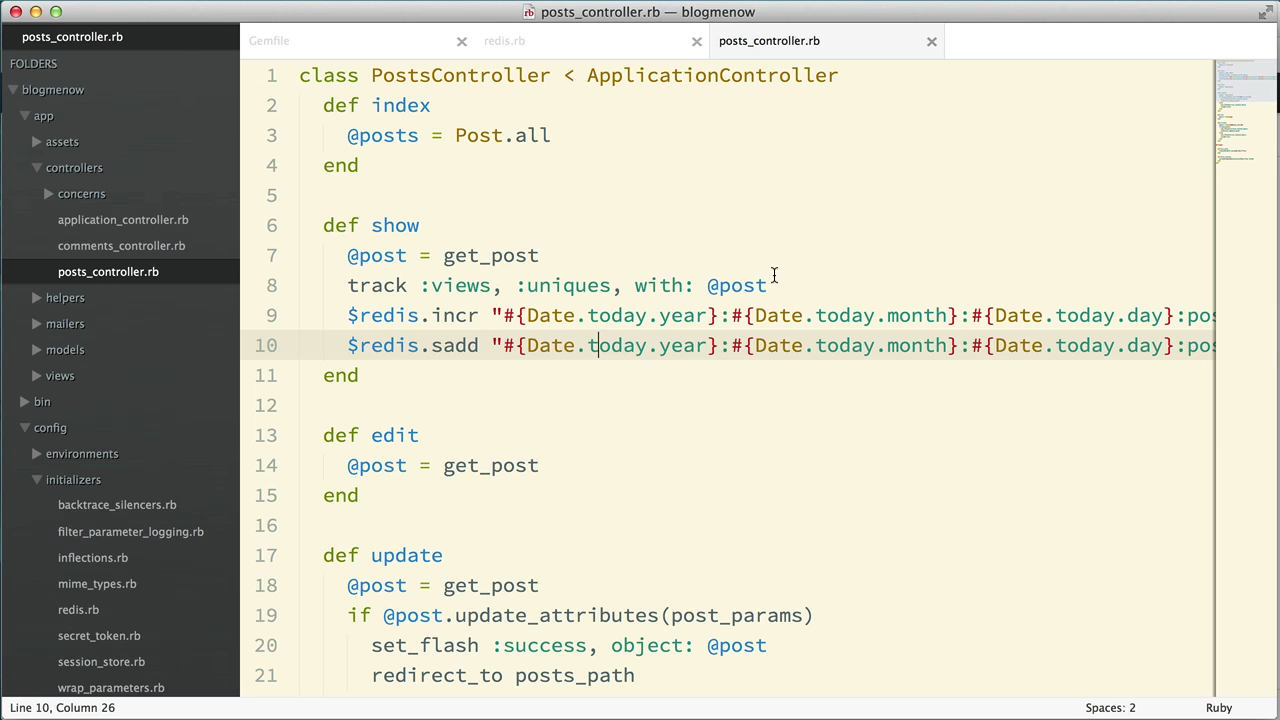 posts_controller.rb — blogmenow
posts_controller.rb
FOLDERS
blogmenow
app
assets
controllers
concerns
application_controller.rb
comments_controller.rb
posts_controller.rb
helpers
mailers
models
views
bin
config
environments
initializers
backtrace_silencers.rb
filter_parameter_logging.rb
inflections.rb
mime_types.rb
redis.rb
secret_token.rb
session_store.rb
wrap_parameters.rb
Gemfile
redis.rb
posts_controller.rb
1 class PostsController < ApplicationController
2 def index
3 @posts = Post.all
4 end
5
6 def show
7 @post = get_post
8 track :views, :uniques, with: @post
9 $redis.incr "#{Date.today.year}:#{Date.today.month}:#{Date.today.day}:pos
10 $redis.sadd "#{Date.today.year}:#{Date.today.month}:#{Date.today.day}:pos
11 end
12
13 def edit
14 @post = get_post
15 end
16
17 def update
18 @post = get_post
19 if @post.update_attributes(post_params)
20 set_flash :success, object: @post
21 redirect_to posts_path
Line 10, Column 26
Spaces: 2
Ruby